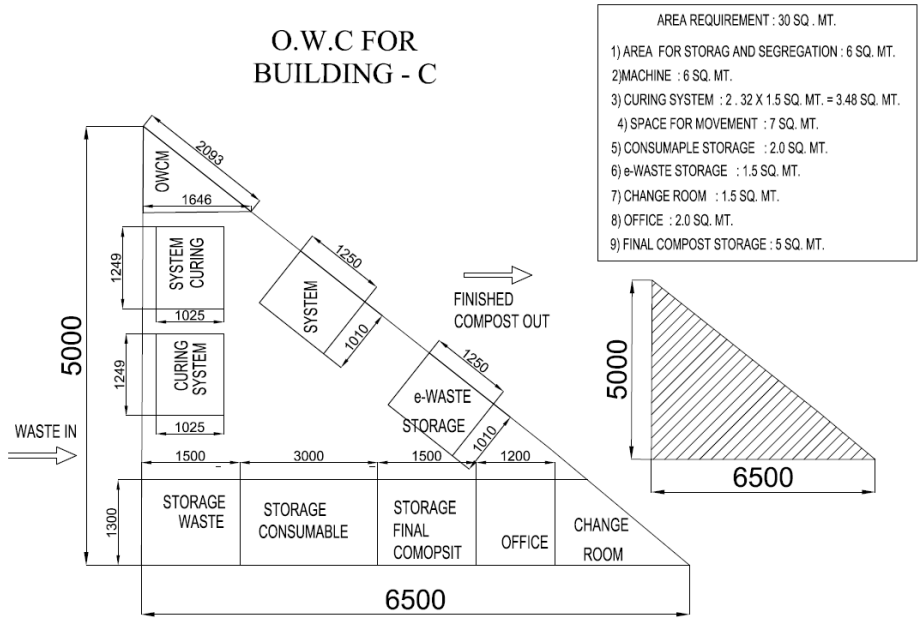 O.W.C FOR
BUILDING - C
AREA REQUIREMENT : 30 SQ . MT.
1) AREA FOR STORAG AND SEGREGATION : 6 SQ. MT.
2)MACHINE : 6 SQ. MT.
3) CURING SYSTEM : 2 . 32 X 1.5 SQ. MT. = 3.48 SQ. MT.
4) SPACE FOR MOVEMENT : 7 SQ. MT.
5) CONSUMAPLE STORAGE : 2.0 SQ. MT.
6) e-WASTE STORAGE : 1.5 SQ. MT.
7) CHANGE ROOM : 1.5 SQ. MT.
8) OFFICE : 2.0 SQ. MT.
9) FINAL COMPOST STORAGE : 5 SQ. MT.
2093
OWCM
1646
1249
SYSTEM
CURING
1025
1250
SYSTEM
1010
FINISHED
COMPOST OUT
5000
1249
CURING
SYSTEM
1025
1250
e-WASTE
STORAGE
1010
WASTE IN
1500
3000
1500
1200
1300
STORAGE
WASTE
STORAGE
CONSUMABLE
STORAGE
FINAL
COMOPSIT
OFFICE
CHANGE
ROOM
6500
5000
6500